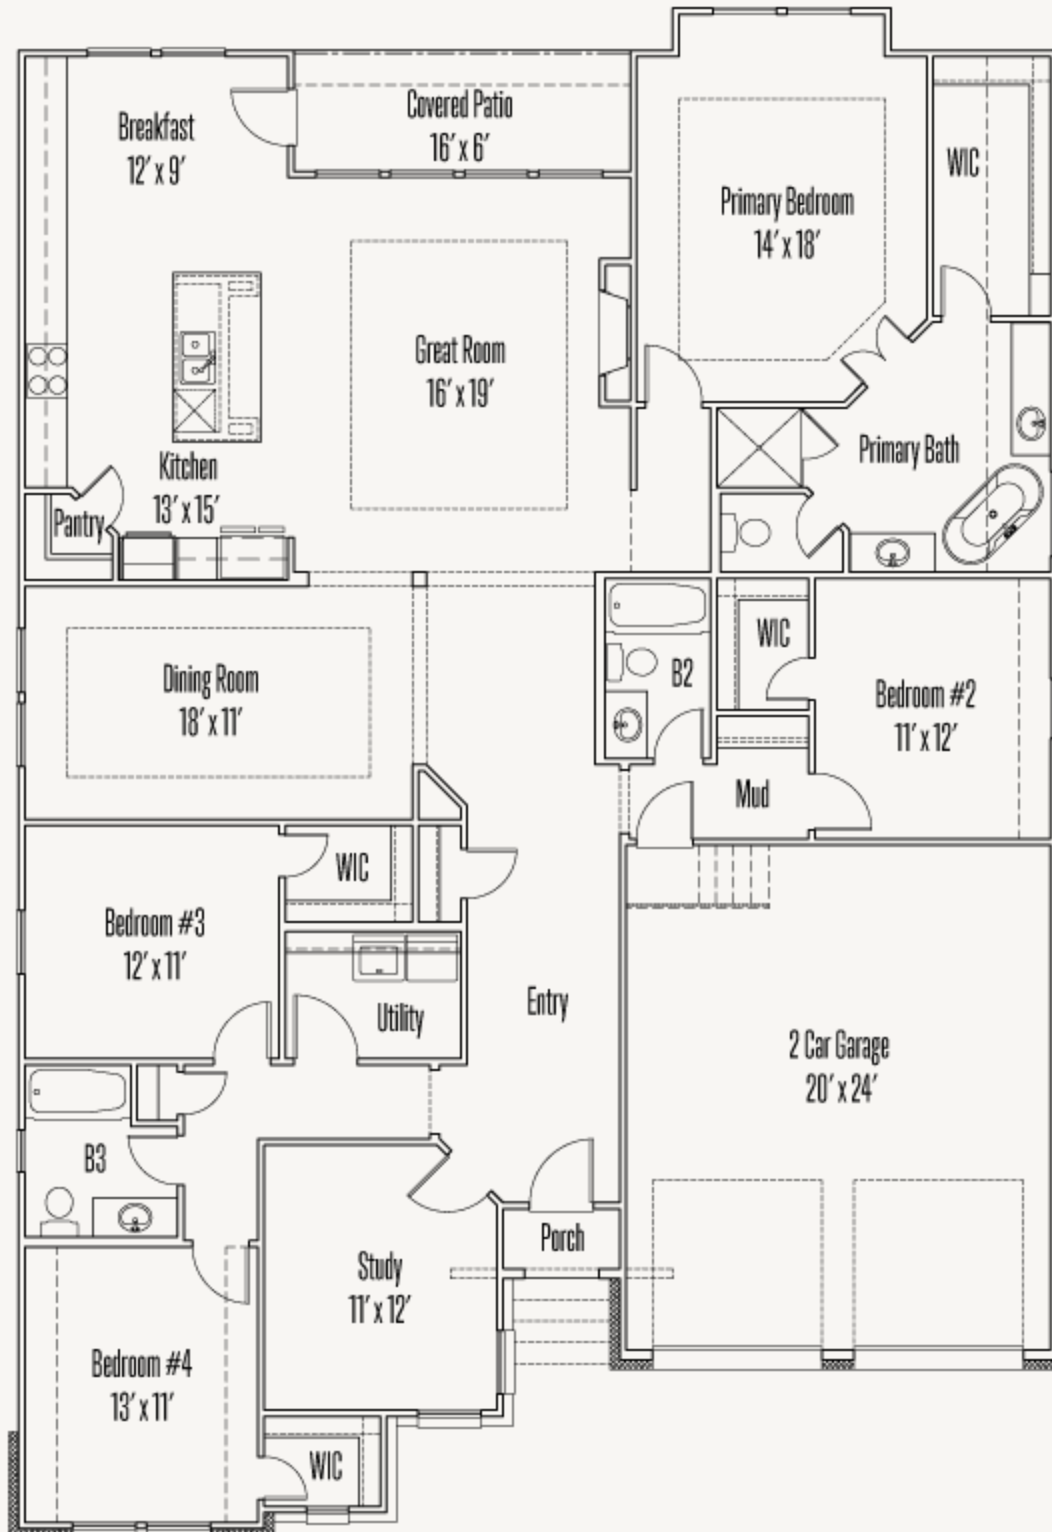 Covered Patio
16' x 6'
Breakfast
12' x 9'
WIC
Primary Bedroom
14' x 18'
Great Room
16' x 19'
Kitchen
13' x 15'
Primary Bath
Pantry
WIC
B2
Dining Room
18' x 11'
Bedroom #2
11' x 12'
Mud
WIC
Bedroom #3
12' x 11'
Utility
Entry
2 Car Garage
20' x 24'
B3
Porch
Study
11' x 12'
Bedroom #4
13' x 11'
WIC